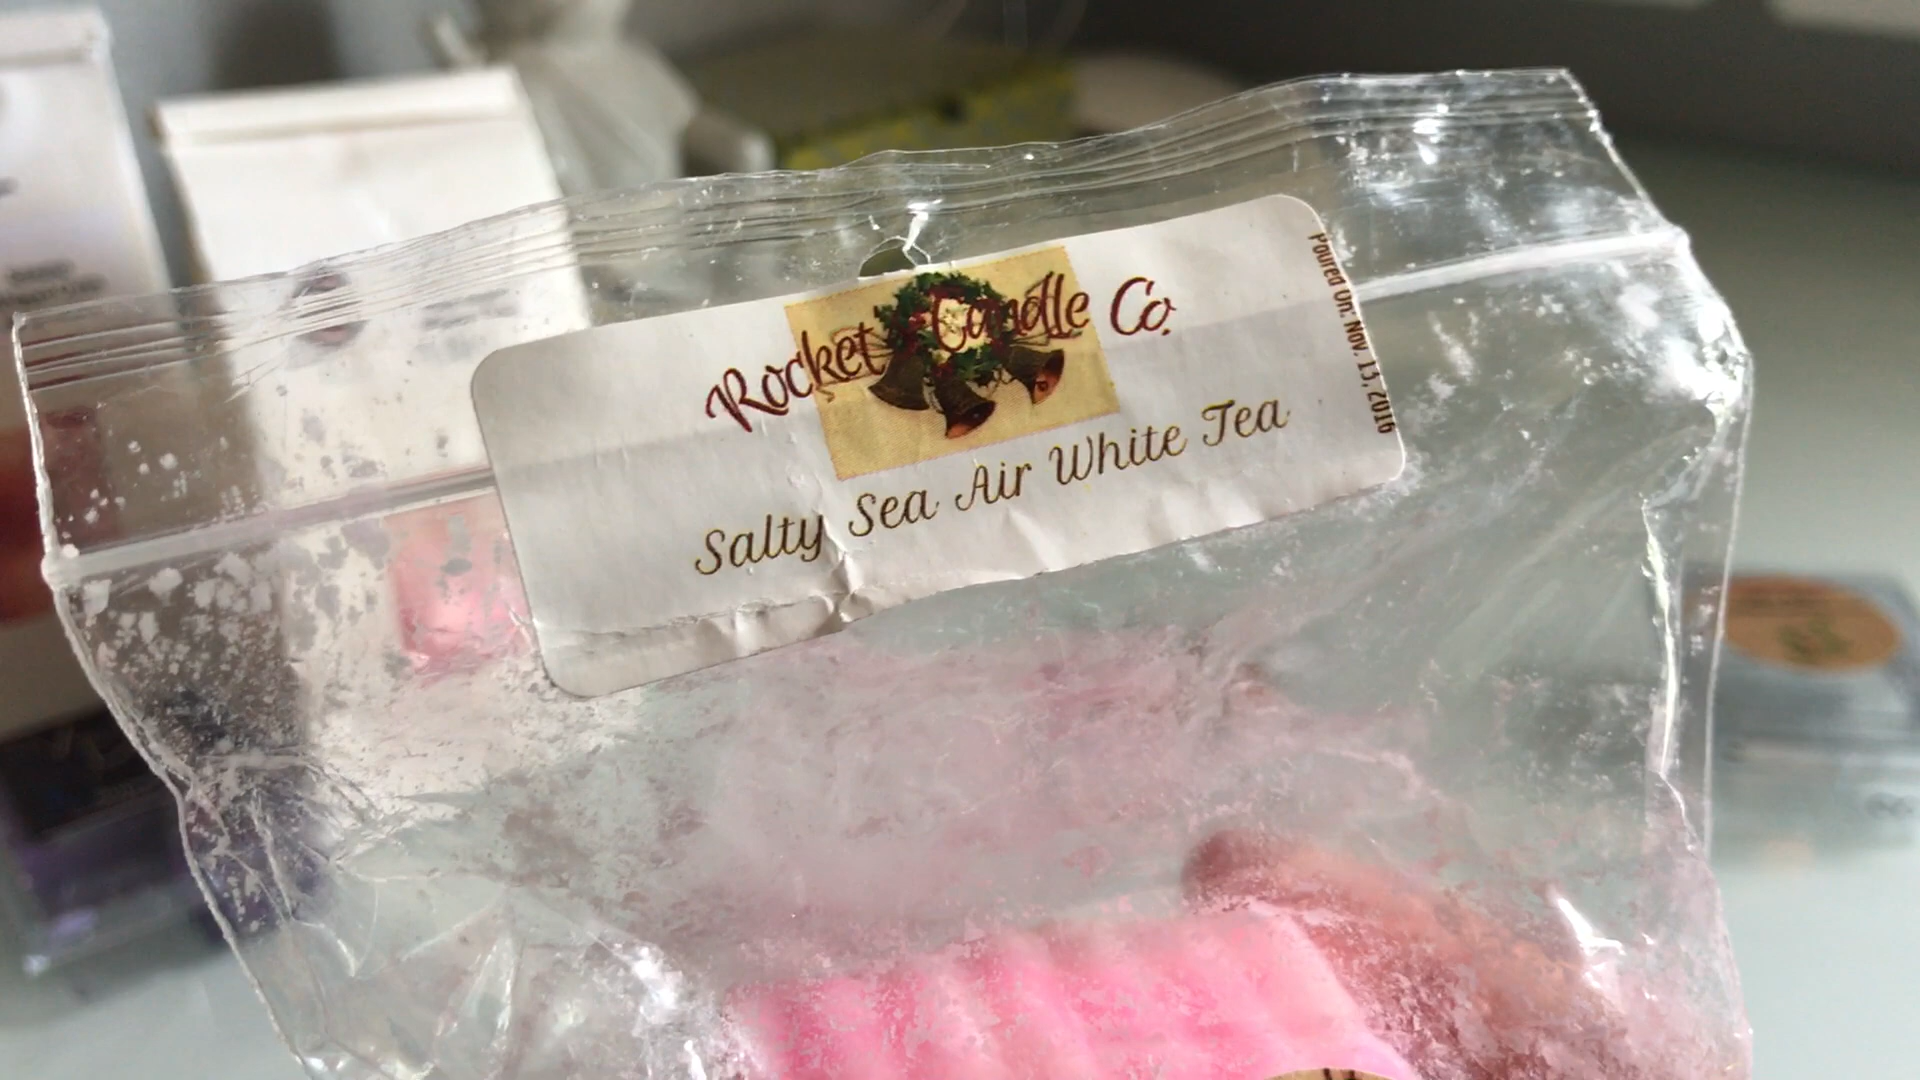 Rocket Candle Co.
Salty Sea Air White Tea
Poured On: Nov. 13, 2016